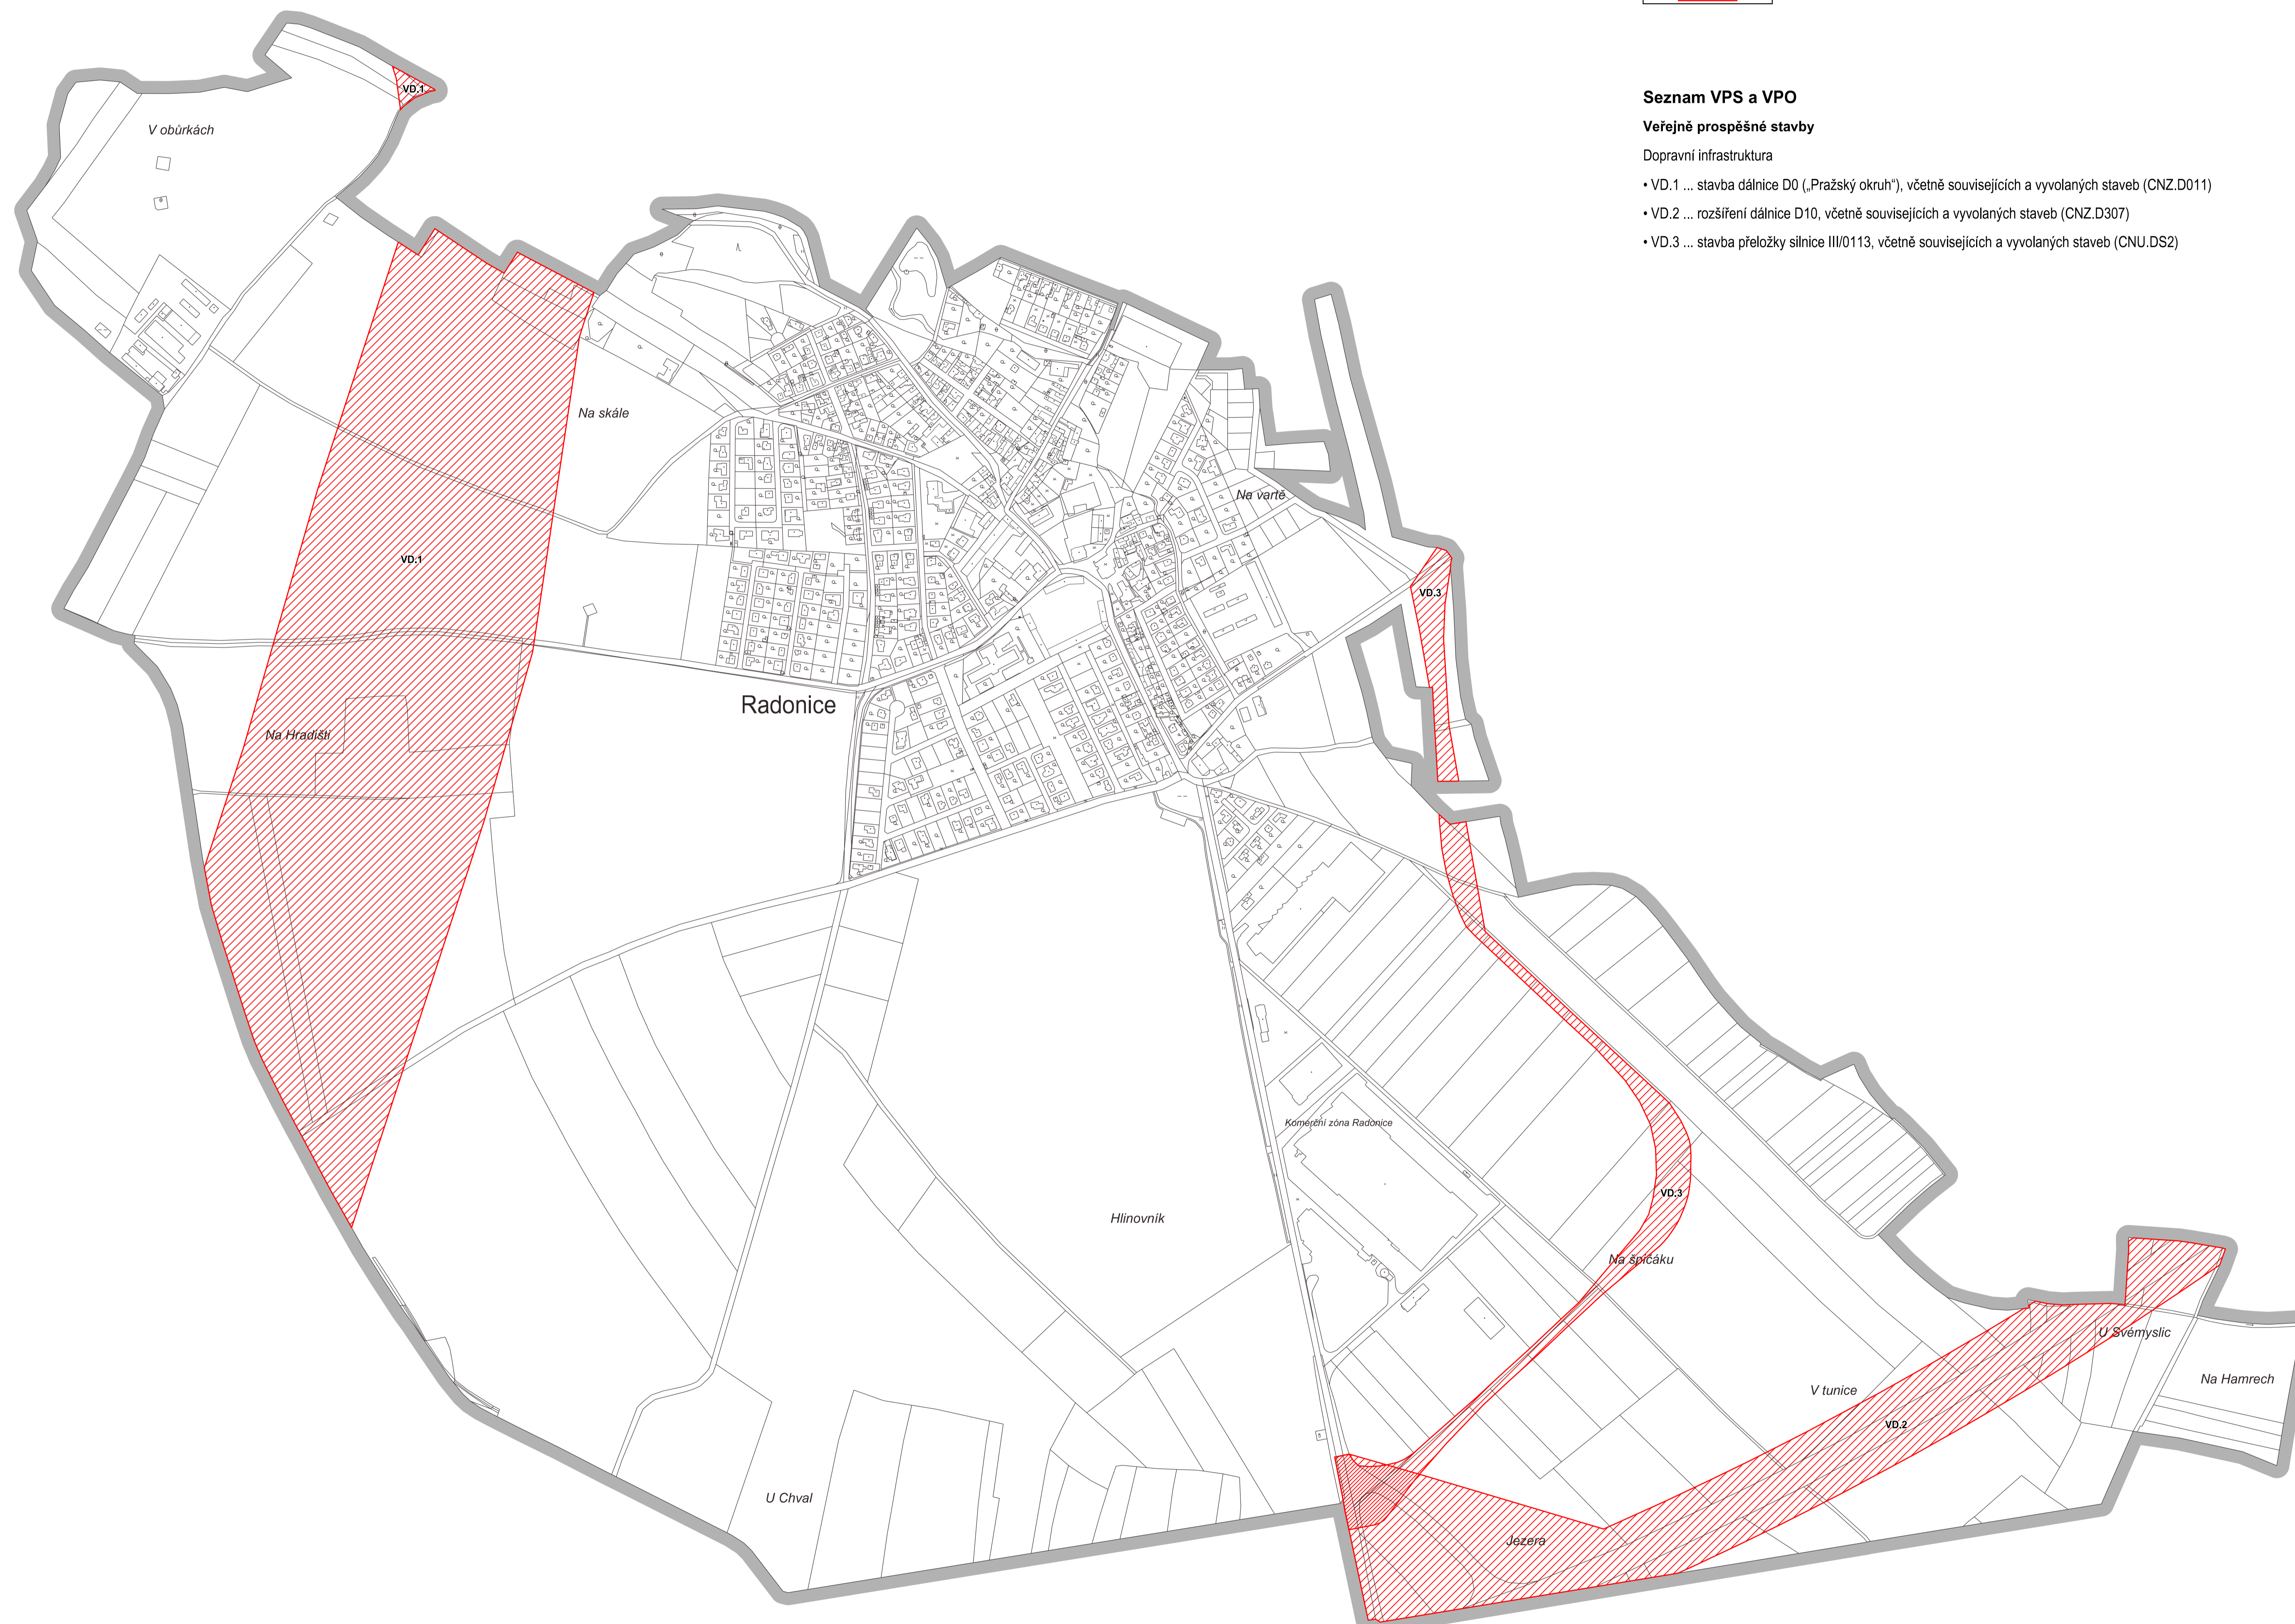 Seznam VPS a VPO
Veřejně prospěšné stavby
Dopravní infrastruktura
• VD.1 ... stavba dálnice D0 („Pražský okruh“), včetně souvisejících a vyvolaných staveb (CNZ.D011)
• VD.2 ... rozšíření dálnice D10, včetně souvisejících a vyvolaných staveb (CNZ.D307)
• VD.3 ... stavba přeložky silnice III/0113, včetně souvisejících a vyvolaných staveb (CNU.DS2)
VD.1
V obůrkách
Na skále
Na vartě
VD.1
VD.3
Radonice
Na Hradišti
Komerční zóna Radonice
VD.3
Hlinovník
Na špičáku
U Svémyslic
Na Hamrech
V tunice
VD.2
U Chval
Jezera